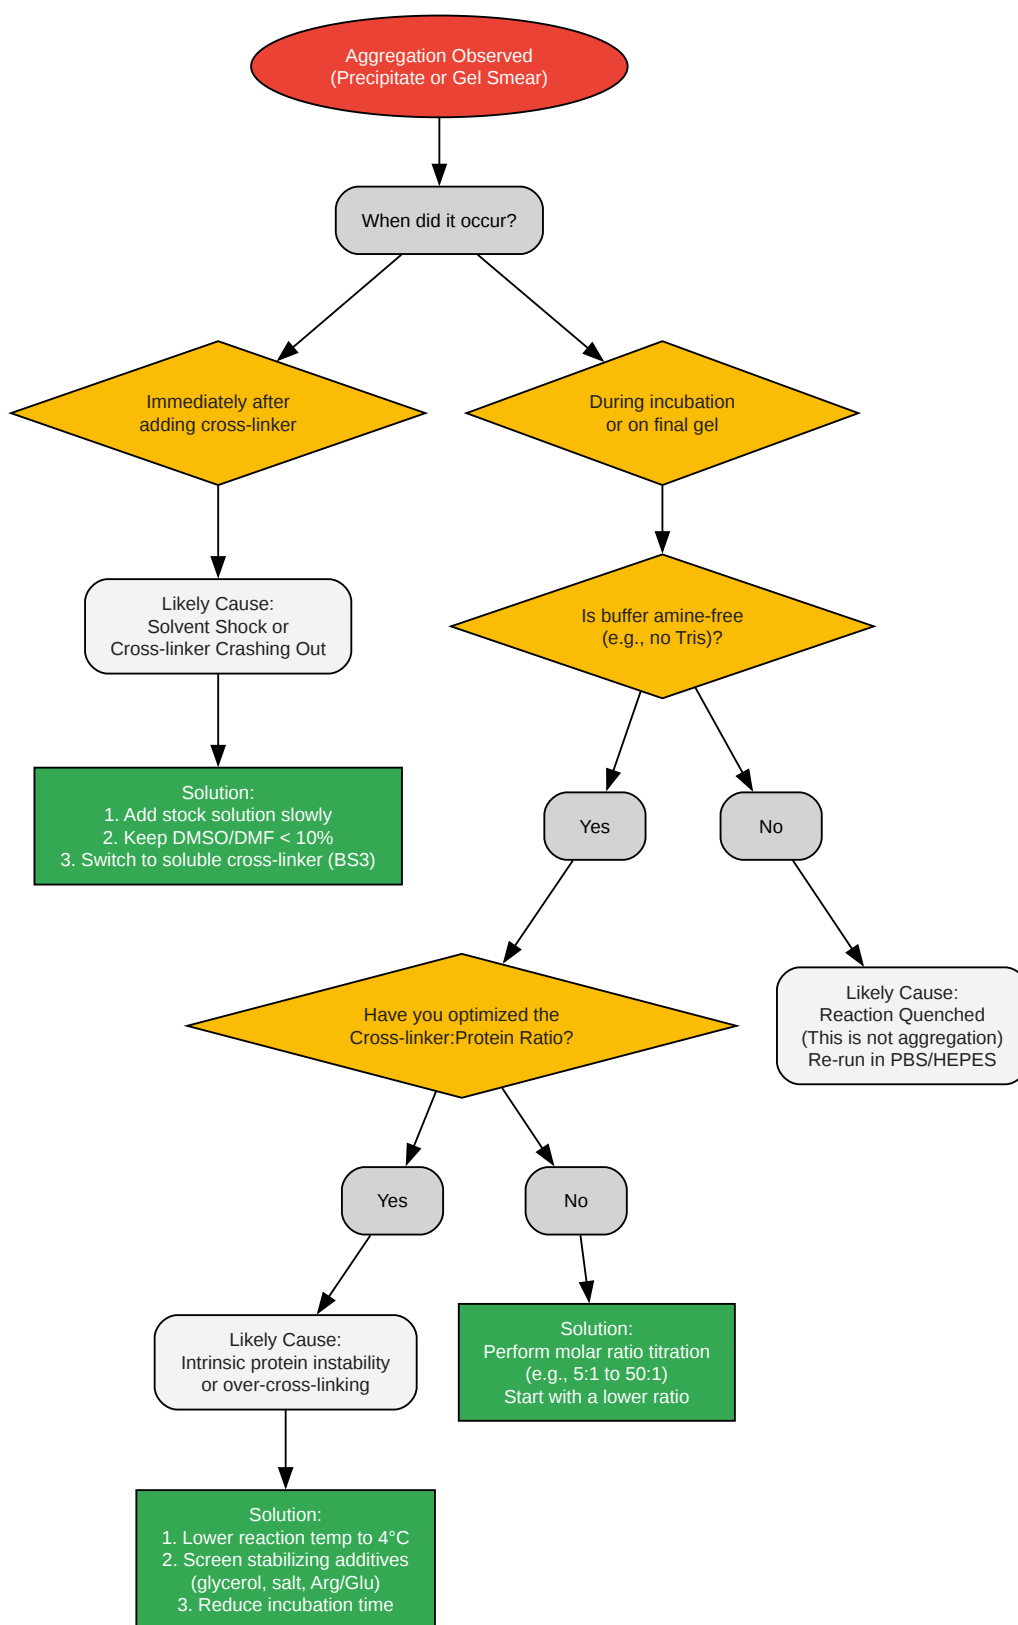 Aggregation Observed
(Precipitate or Gel Smear)
When did it occur?
Immediately after
adding cross-linker
During incubation
or on final gel
Likely Cause:
Solvent Shock or
Cross-linker Crashing Out
Is buffer amine-free
(e.g., no Tris)?
Solution:
1. Add stock solution slowly
2. Keep DMSO/DMF < 10%
3. Switch to soluble cross-linker (BS3)
Yes
No
Have you optimized the
Cross-linker:Protein Ratio?
Likely Cause:
Reaction Quenched
(This is not aggregation)
Re-run in PBS/HEPES
Yes
No
Likely Cause:
Intrinsic protein instability
or over-cross-linking
Solution:
Perform molar ratio titration
(e.g., 5:1 to 50:1)
Start with a lower ratio
Solution:
1. Lower reaction temp to 4°C
2. Screen stabilizing additives
(glycerol, salt, Arg/Glu)
3. Reduce incubation time